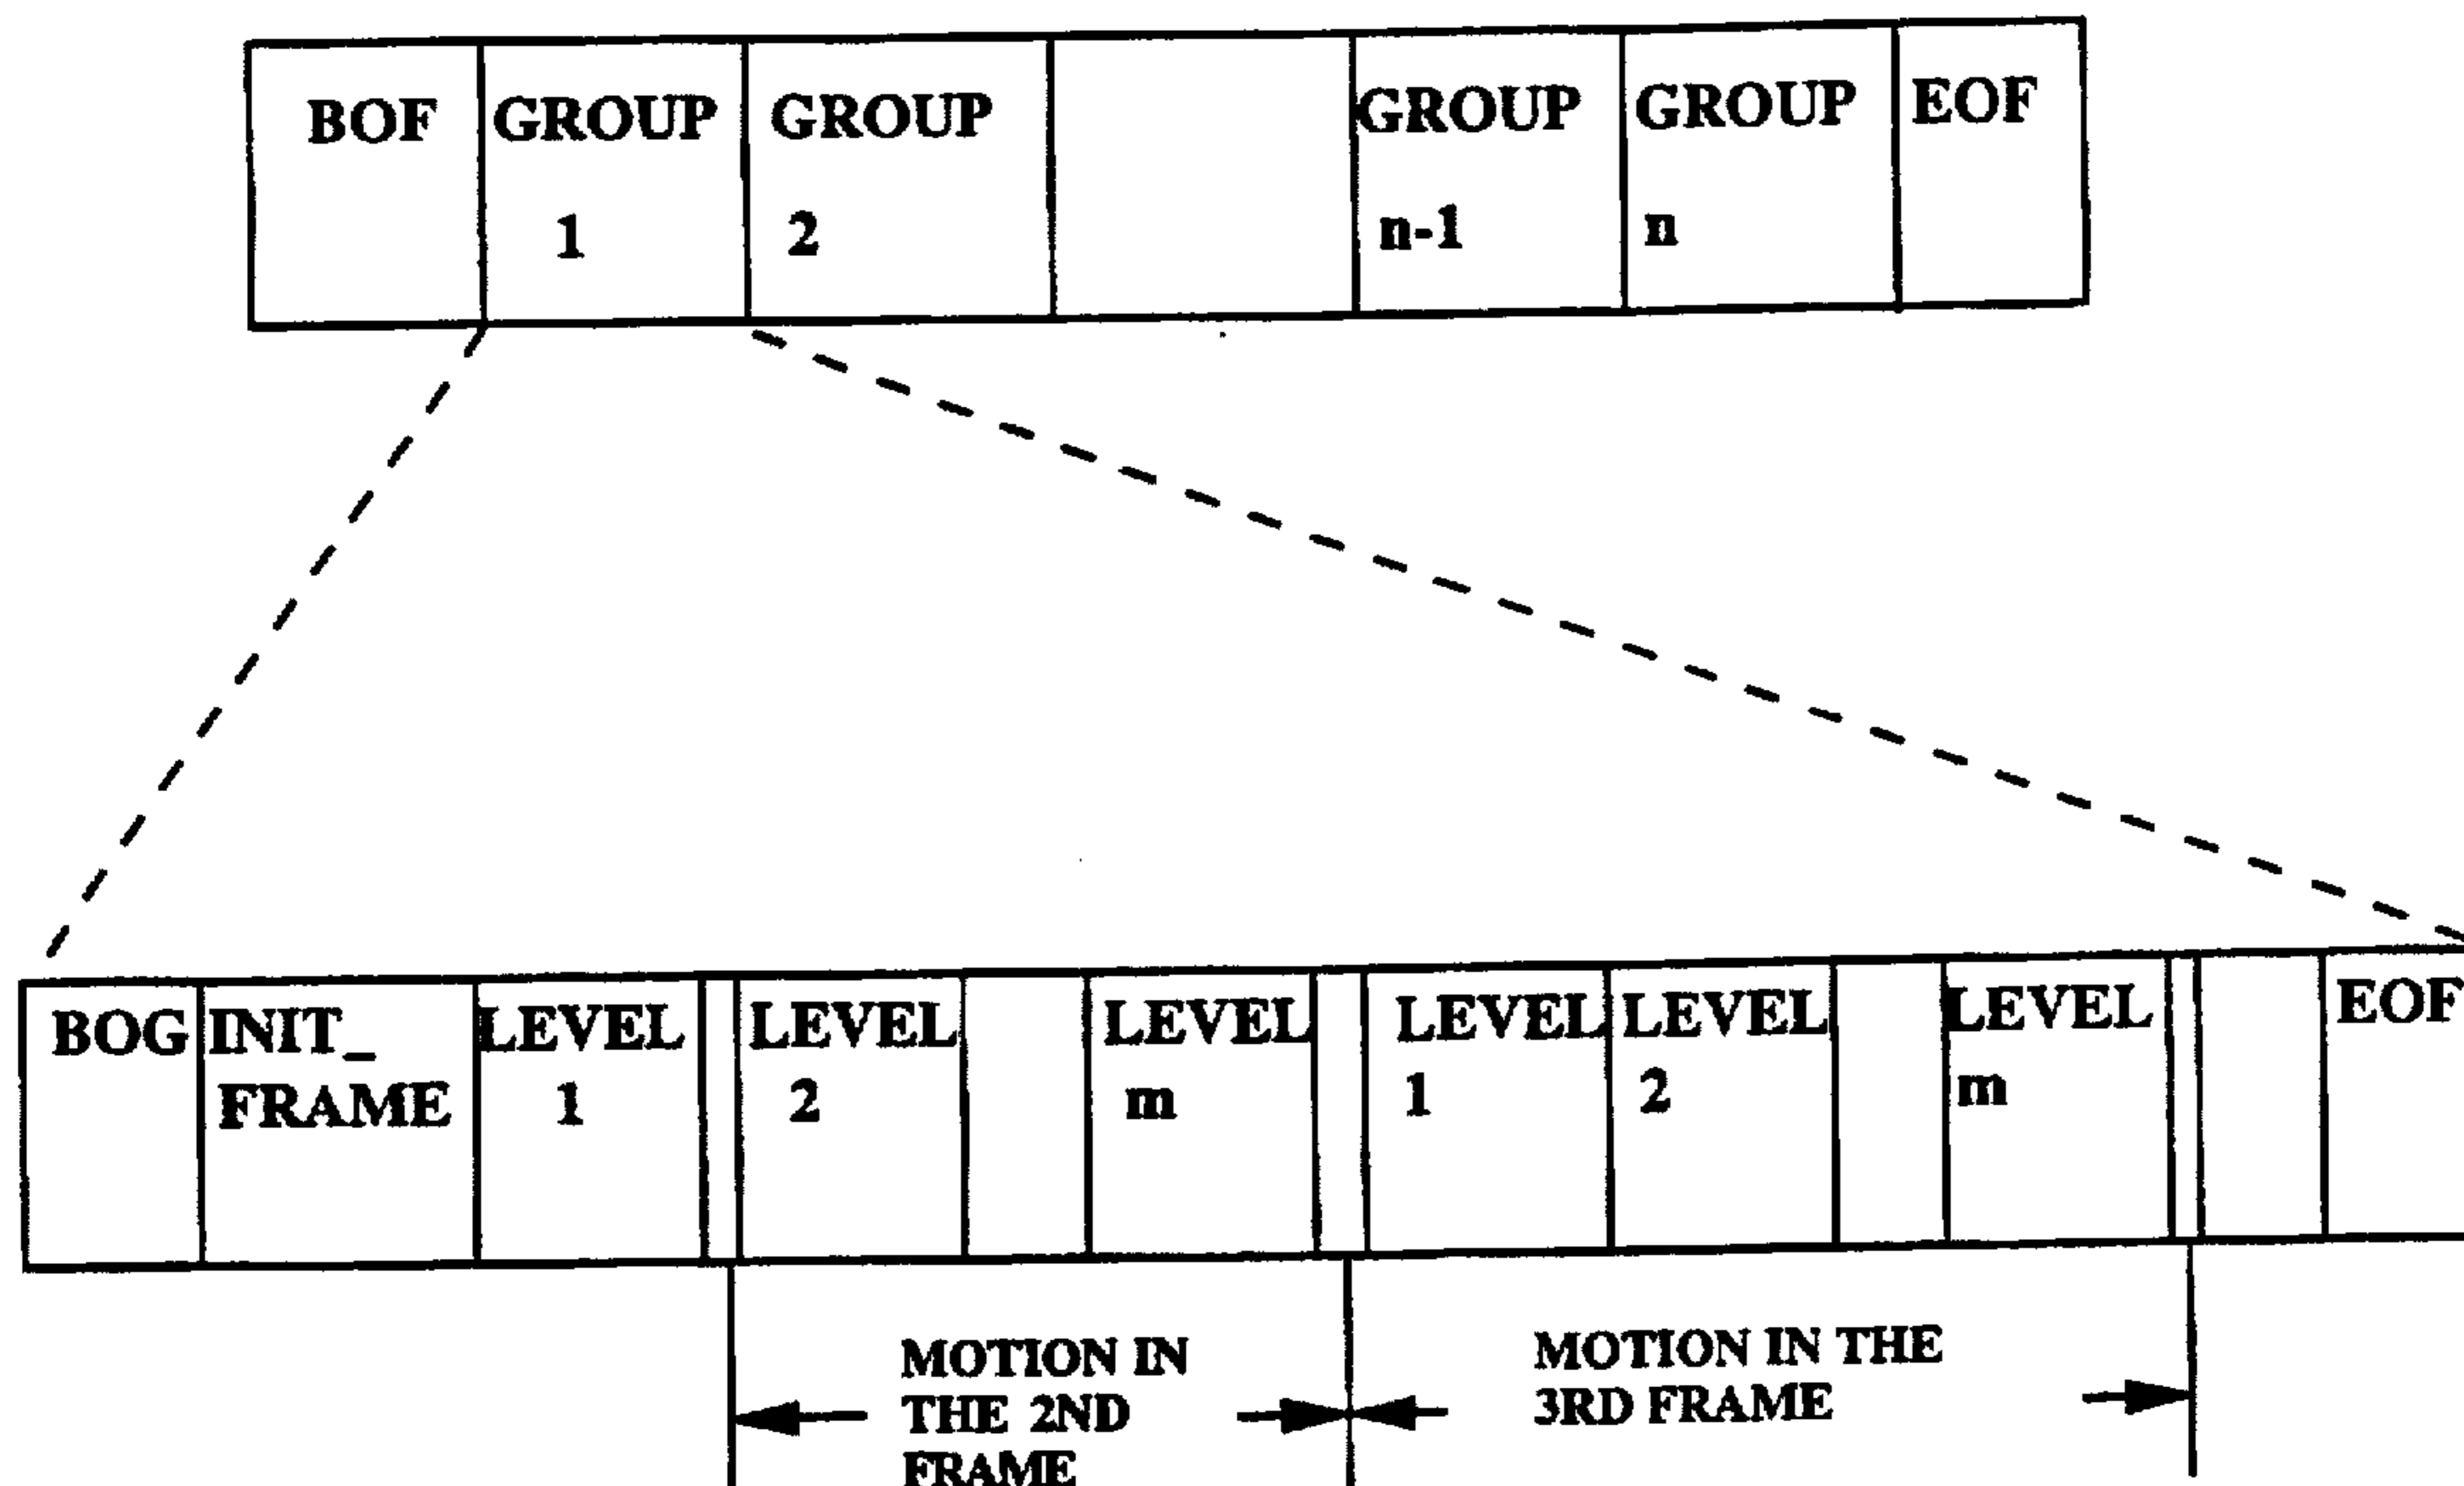 BOF GROUP GROUP GROUP GROUP EOF
1 2 n-1 n
BOG INIT_ LEVEL LEVEL LEVEL LEVEL LEVEL LEVEL EOF
FRAME 1 2 m 1 2 m
MOTION IN
THE 2ND
FRAME
MOTION IN THE
3RD FRAME